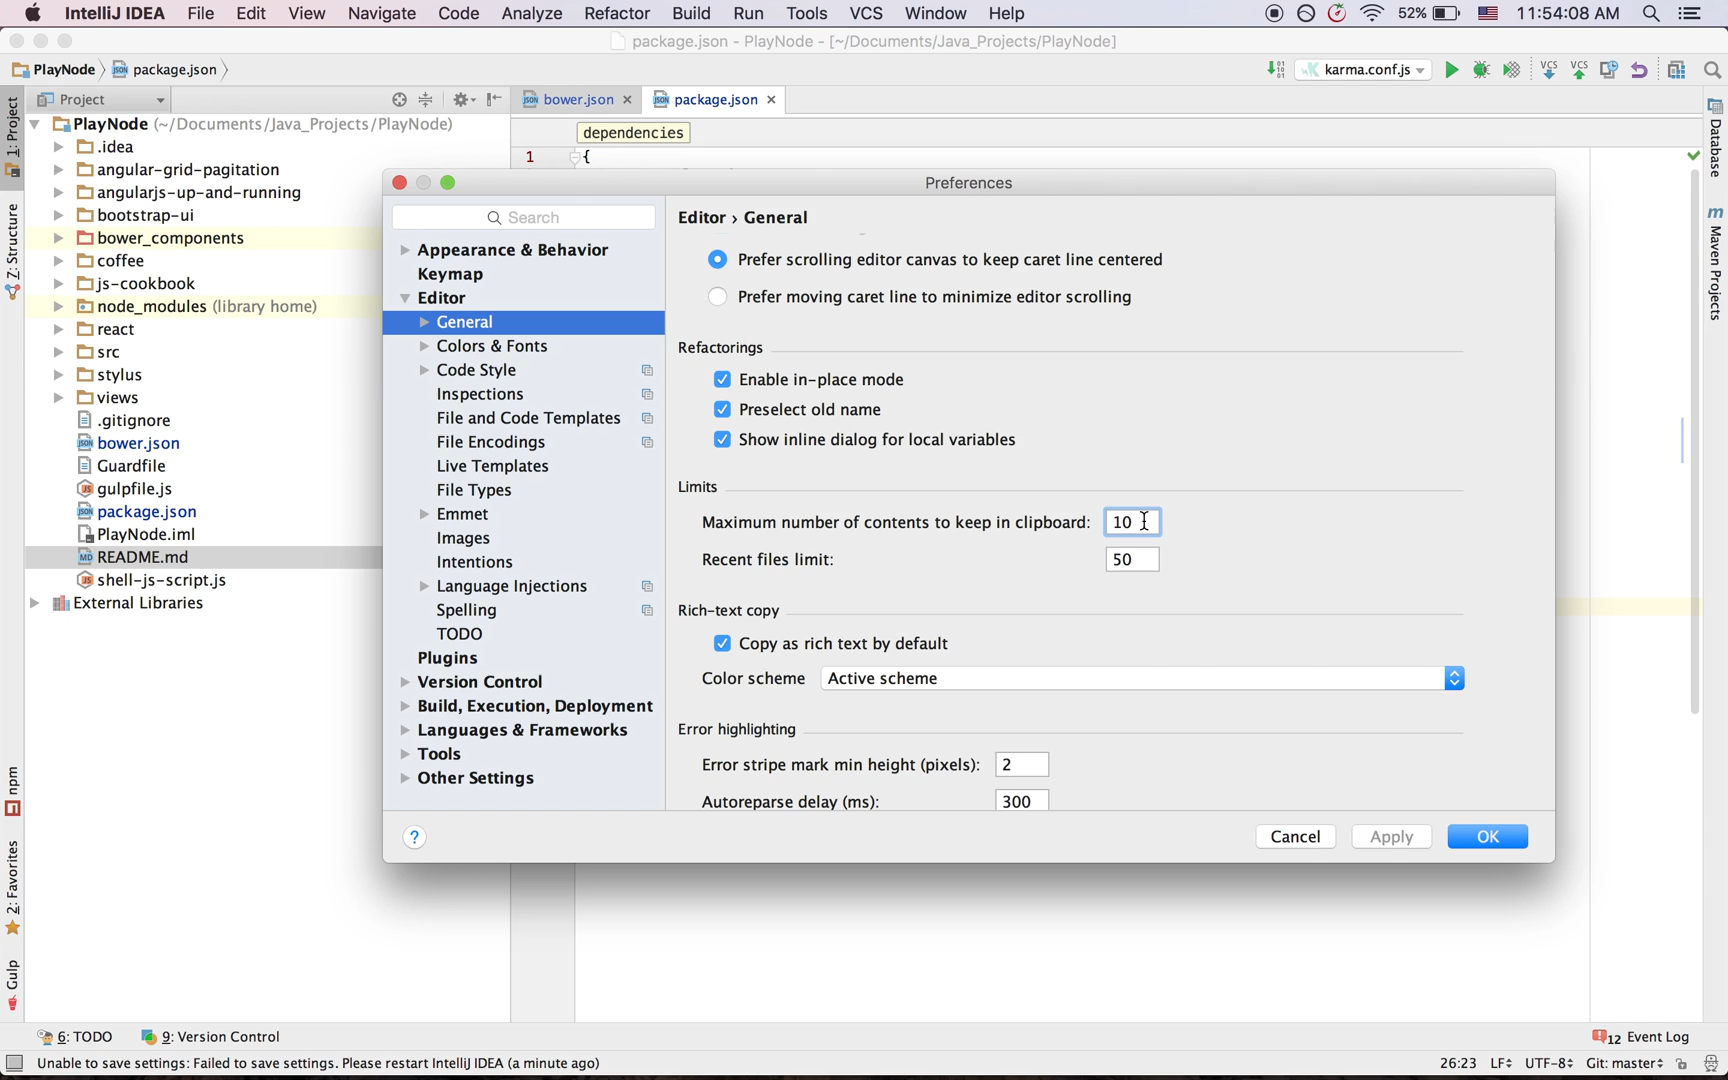 IntelliJ IDEA File Edit View Navigate Code Analyze Refactor Build Run Tools VCS Window Help 52% 11:54:08 AM
package.json - PlayNode - [~/Documents/Java_Projects/PlayNode]
PlayNode package.json karma.conf.js VCS VCS
Project bower.json package.json
dependencies
1 {
1: Project
Z: Structure
npm
2: Favorites
Gulp
Database
Maven Projects
PlayNode (~/Documents/Java_Projects/PlayNode)
.idea
angular-grid-pagitation
angularjs-up-and-running
bootstrap-ui
bower_components
coffee
js-cookbook
node_modules (library home)
react
src
stylus
views
.gitignore
bower.json
Guardfile
gulpfile.js
package.json
PlayNode.iml
README.md
shell-js-script.js
External Libraries
Preferences
Search
Appearance & Behavior
Keymap
Editor
General
Colors & Fonts
Code Style
Inspections
File and Code Templates
File Encodings
Live Templates
File Types
Emmet
Images
Intentions
Language Injections
Spelling
TODO
Plugins
Version Control
Build, Execution, Deployment
Languages & Frameworks
Tools
Other Settings
Editor › General
Prefer scrolling editor canvas to keep caret line centered
Prefer moving caret line to minimize editor scrolling
Refactorings
Enable in-place mode
Preselect old name
Show inline dialog for local variables
Limits
Maximum number of contents to keep in clipboard: 10
Recent files limit: 50
Rich-text copy
Copy as rich text by default
Color scheme Active scheme
Error highlighting
Error stripe mark min height (pixels): 2
Autoreparse delay (ms): 300
? Cancel Apply OK
6: TODO 9: Version Control 12 Event Log
Unable to save settings: Failed to save settings. Please restart IntelliJ IDEA (a minute ago) 26:23 LF UTF-8 Git: master